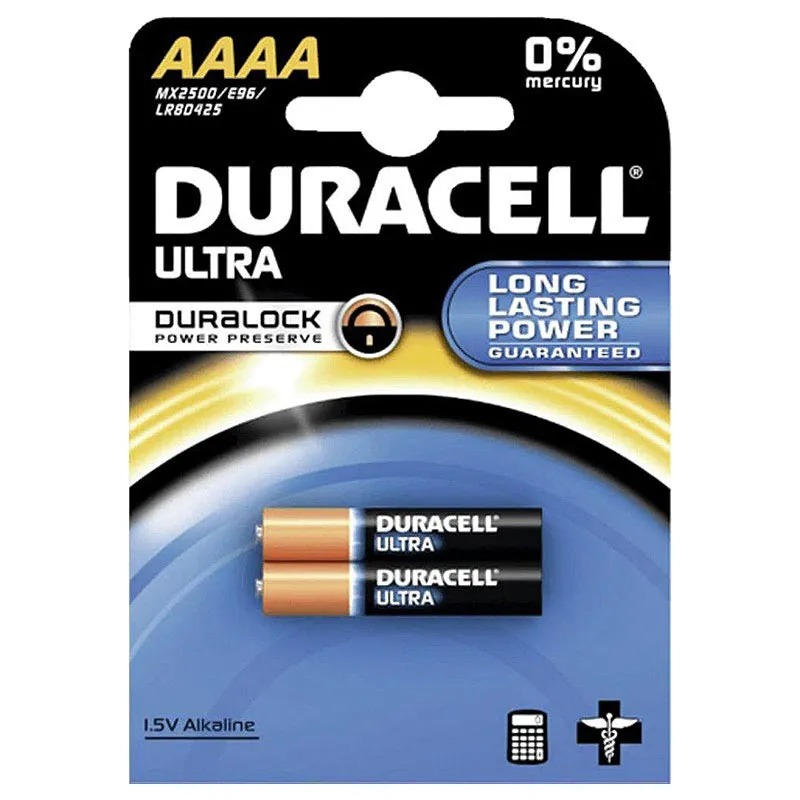 AAAA
MX2500/E96/
LR8D425
0%
mercury
DURACELL®
ULTRA
DURALOCK
POWER PRESERVE
LONG
LASTING
POWER
GUARANTEED
DURACELL®
ULTRA
DURACELL®
ULTRA
1.5V Alkaline